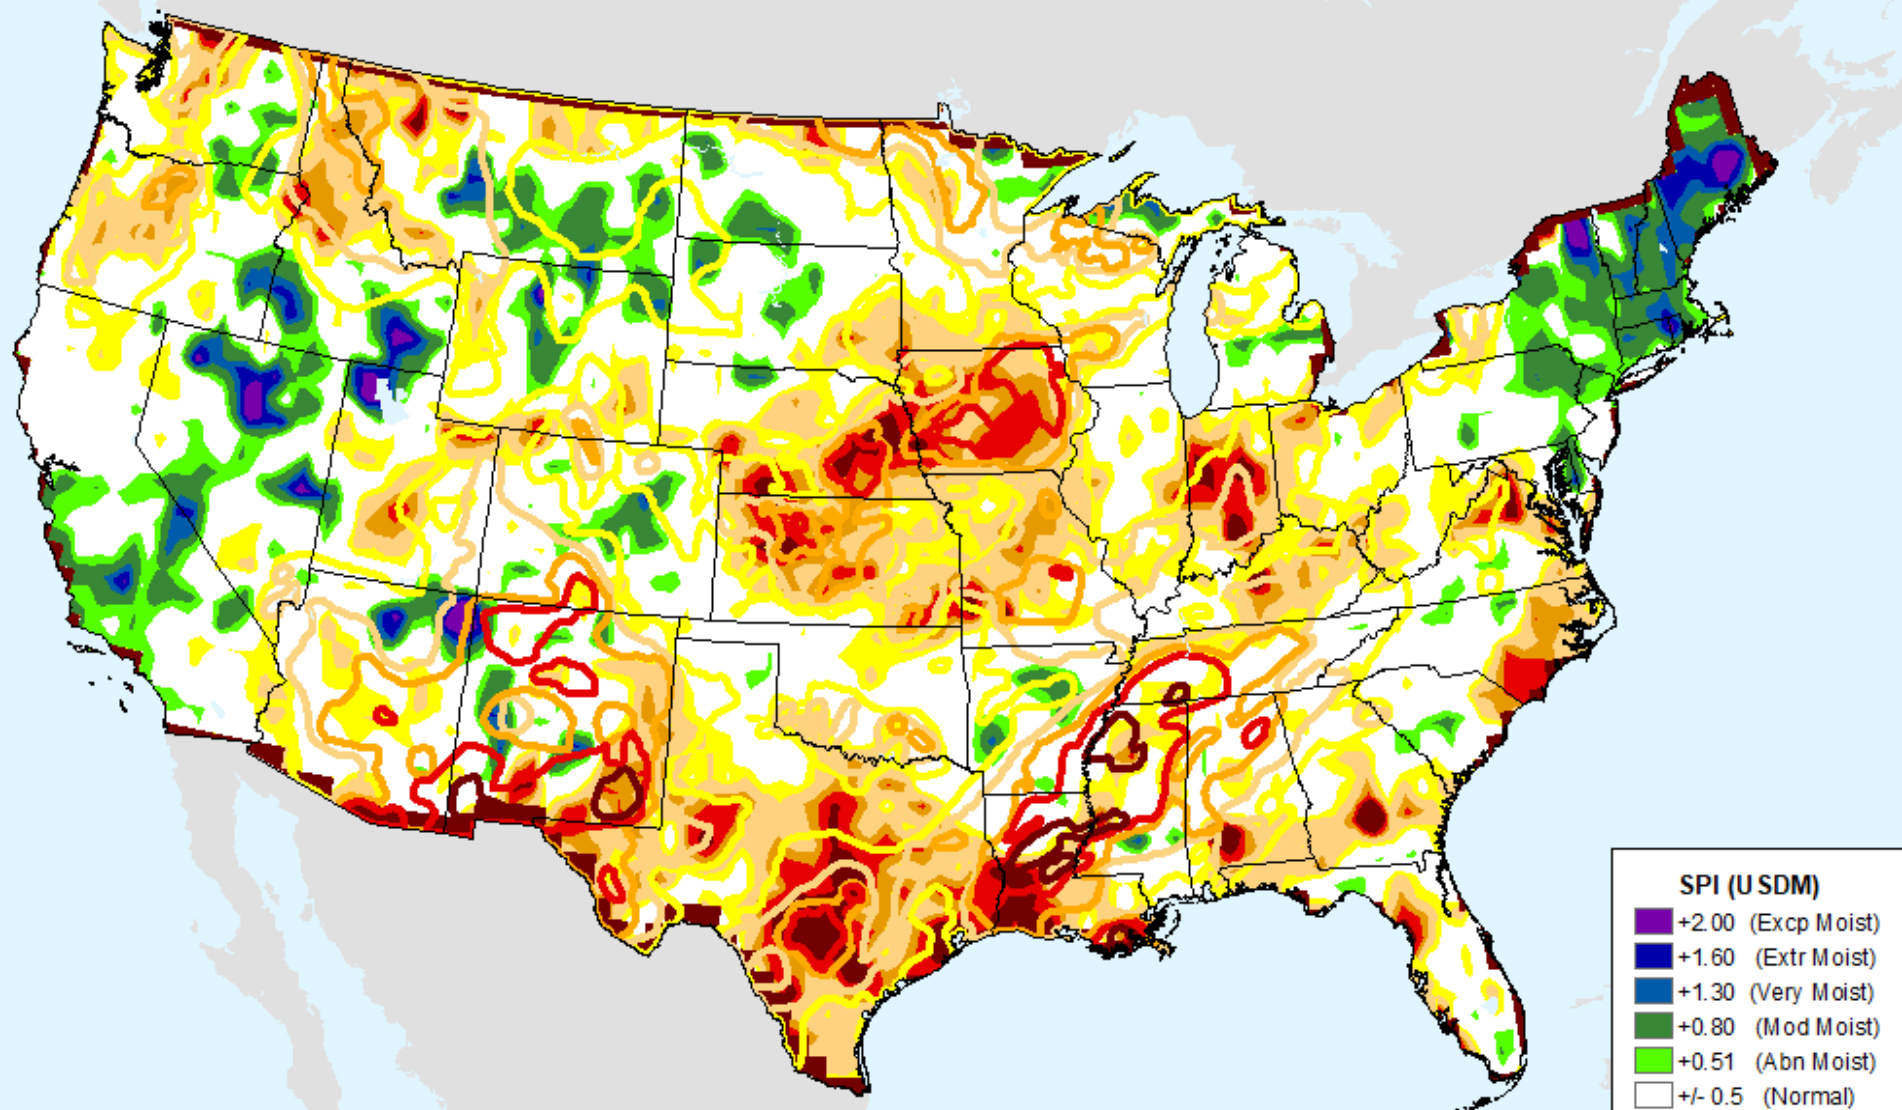 SPI (USDM)
+2.00 (Excp Moist)
+1.60 (Extr Moist)
+1.30 (Very Moist)
+0.80 (Mod Moist)
+0.51 (Abn Moist)
+/- 0.5 (Normal)